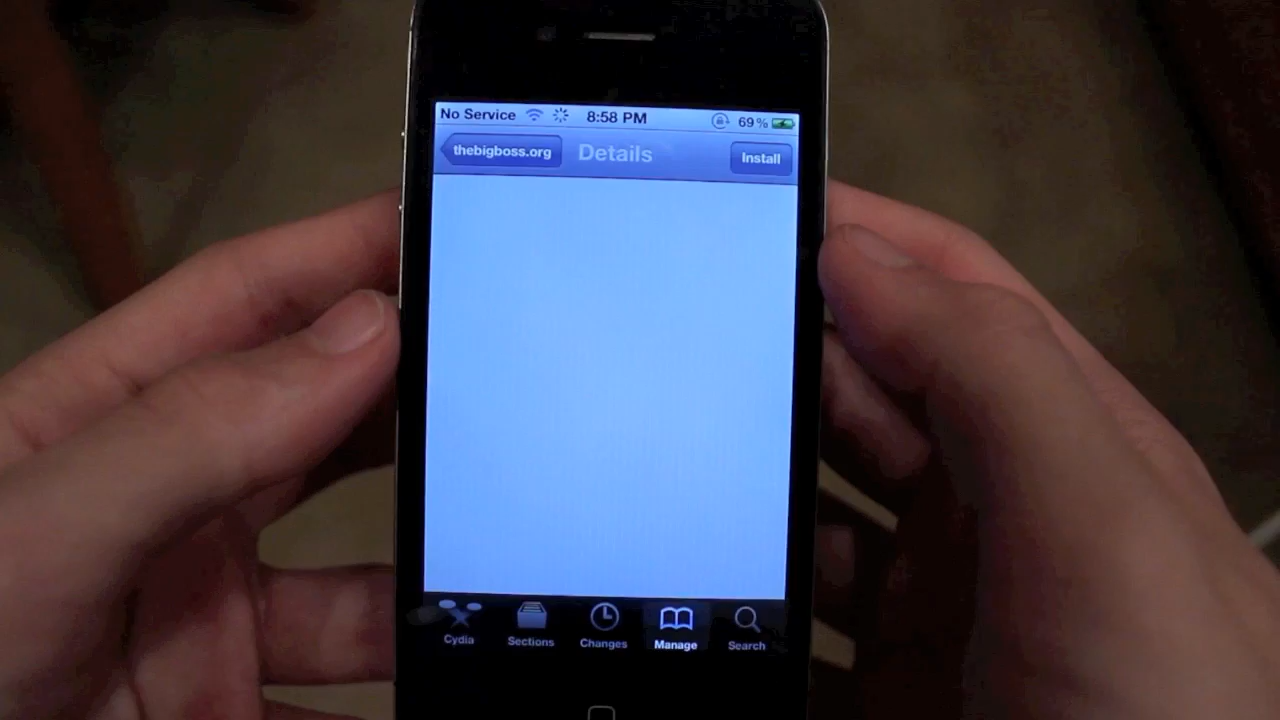 No Service 8:58 PM 69%
thebigboss.org Details Install
Cydia Sections Changes Manage Search